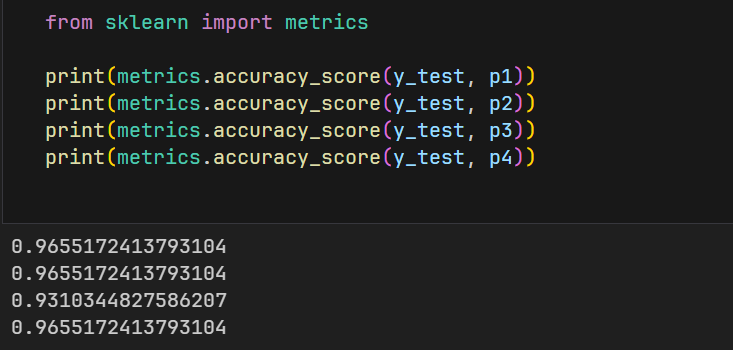 from sklearn import metrics
print(metrics.accuracy_score(y_test, p1))
print(metrics.accuracy_score(y_test, p2))
print(metrics.accuracy_score(y_test, p3))
print(metrics.accuracy_score(y_test, p4))
0.9655172413793104
0.9655172413793104
0.9310344827586207
0.9655172413793104